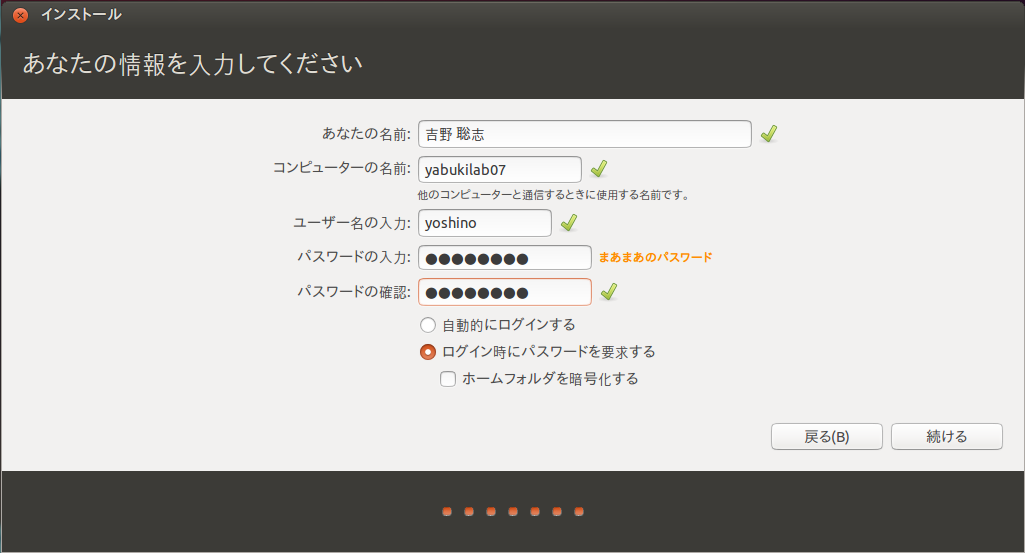 インストール
あなたの情報を入力してください
あなたの名前: 吉野 聡志
コンピューターの名前: yabukilab07
他のコンピューターと通信するときに使用する名前です。
ユーザー名の入力: yoshino
パスワードの入力: ●●●●●●●● まあまあのパスワード
パスワードの確認: ●●●●●●●●
自動的にログインする
ログイン時にパスワードを要求する
ホームフォルダを暗号化する
戻る(B) 続ける